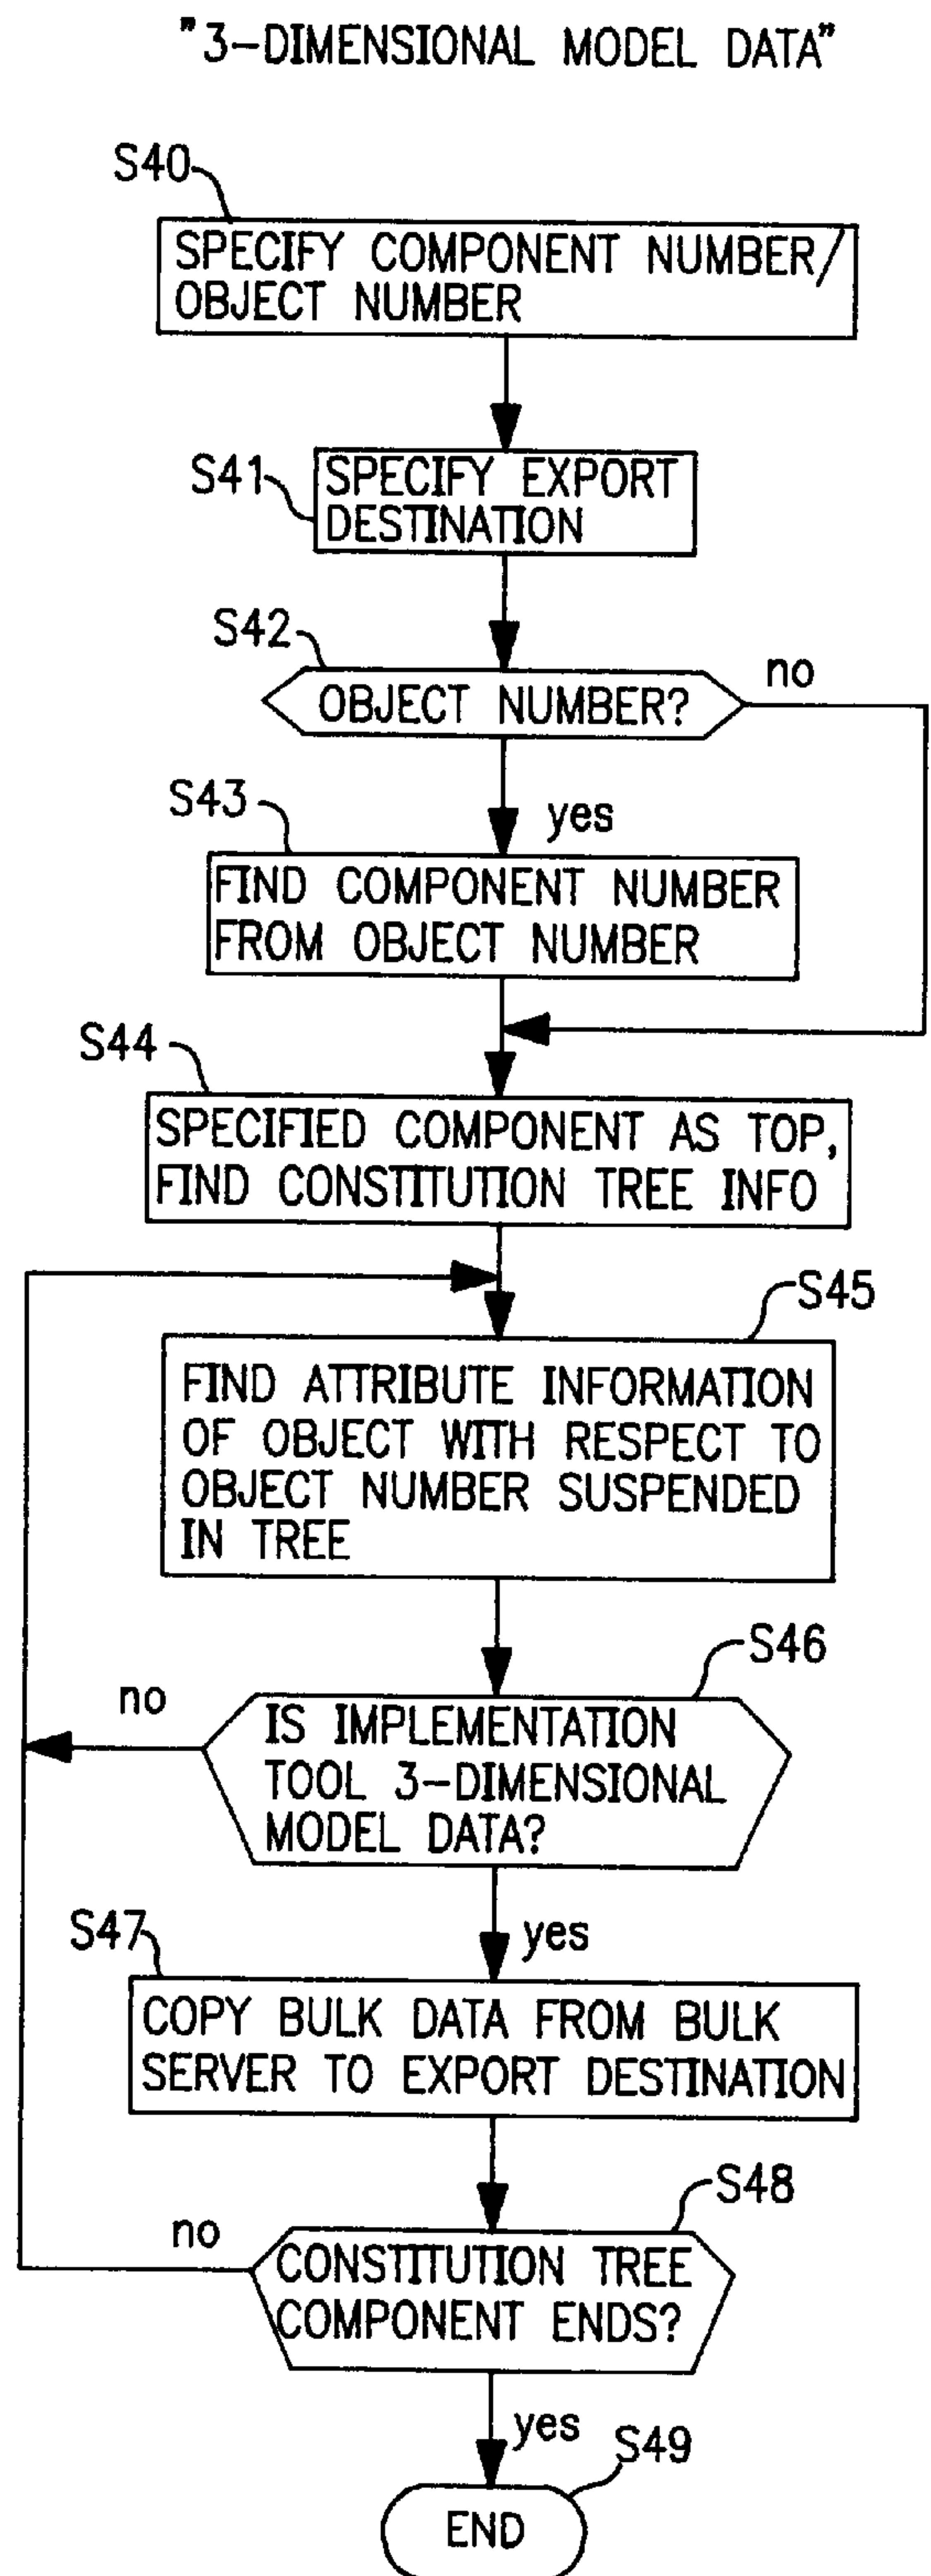 "3-DIMENSIONAL MODEL DATA"
S40
SPECIFY COMPONENT NUMBER/
OBJECT NUMBER
S41
SPECIFY EXPORT
DESTINATION
S42
OBJECT NUMBER?
no
yes
S43
FIND COMPONENT NUMBER
FROM OBJECT NUMBER
S44
SPECIFIED COMPONENT AS TOP,
FIND CONSTITUTION TREE INFO
S45
FIND ATTRIBUTE INFORMATION
OF OBJECT WITH RESPECT TO
OBJECT NUMBER SUSPENDED
IN TREE
S46
no
IS IMPLEMENTATION
TOOL 3-DIMENSIONAL
MODEL DATA?
yes
S47
COPY BULK DATA FROM BULK
SERVER TO EXPORT DESTINATION
S48
no
CONSTITUTION TREE
COMPONENT ENDS?
yes
S49
END